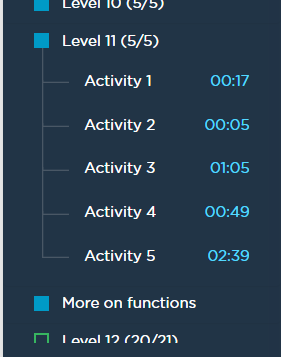 Level 10 (5/5)
Level 11 (5/5)
Activity 1 00:17
Activity 2 00:05
Activity 3 01:05
Activity 4 00:49
Activity 5 02:39
More on functions
Level 12 (20/21)